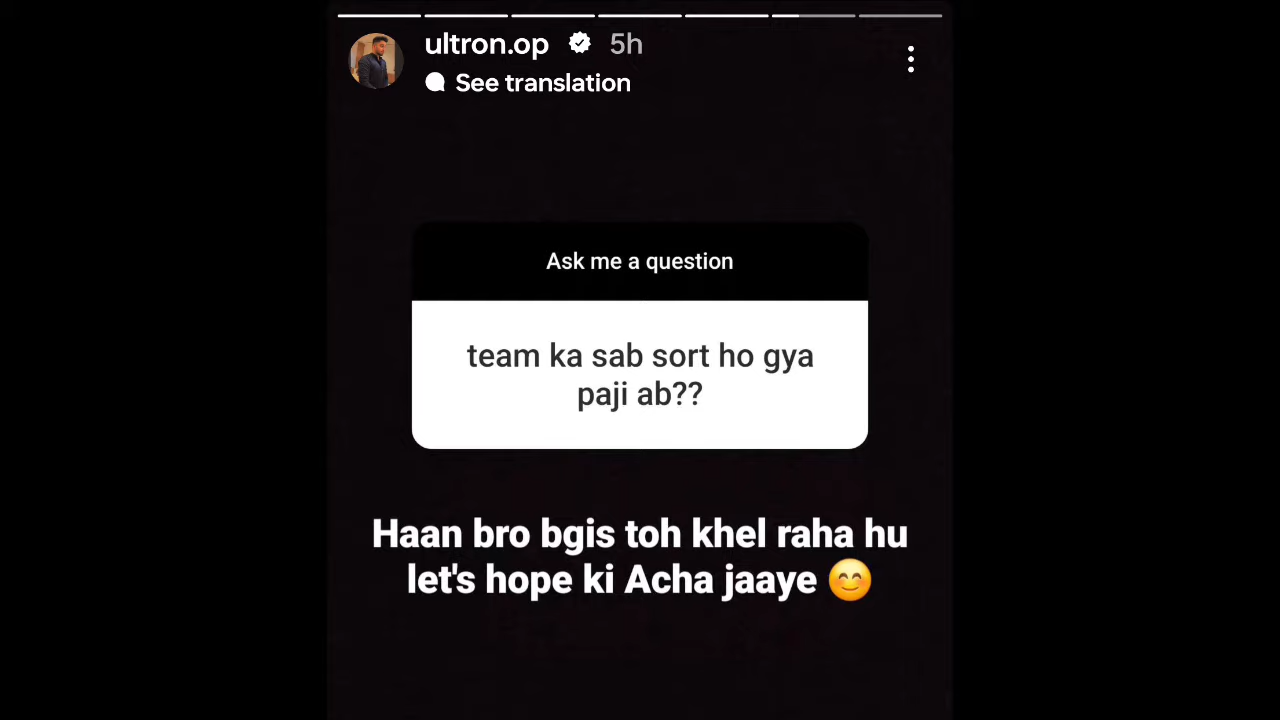 ultron.op 5h
See translation
Ask me a question
team ka sab sort ho gya
paji ab??
Haan bro bgis toh khel raha hu
let's hope ki Acha jaaye 😊